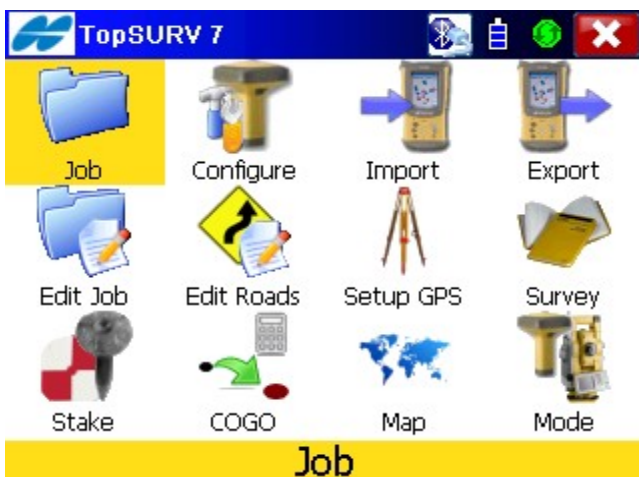 TopSURV 7
Job Configure Import Export
Edit Job Edit Roads Setup GPS Survey
Stake COGO Map Mode
Job